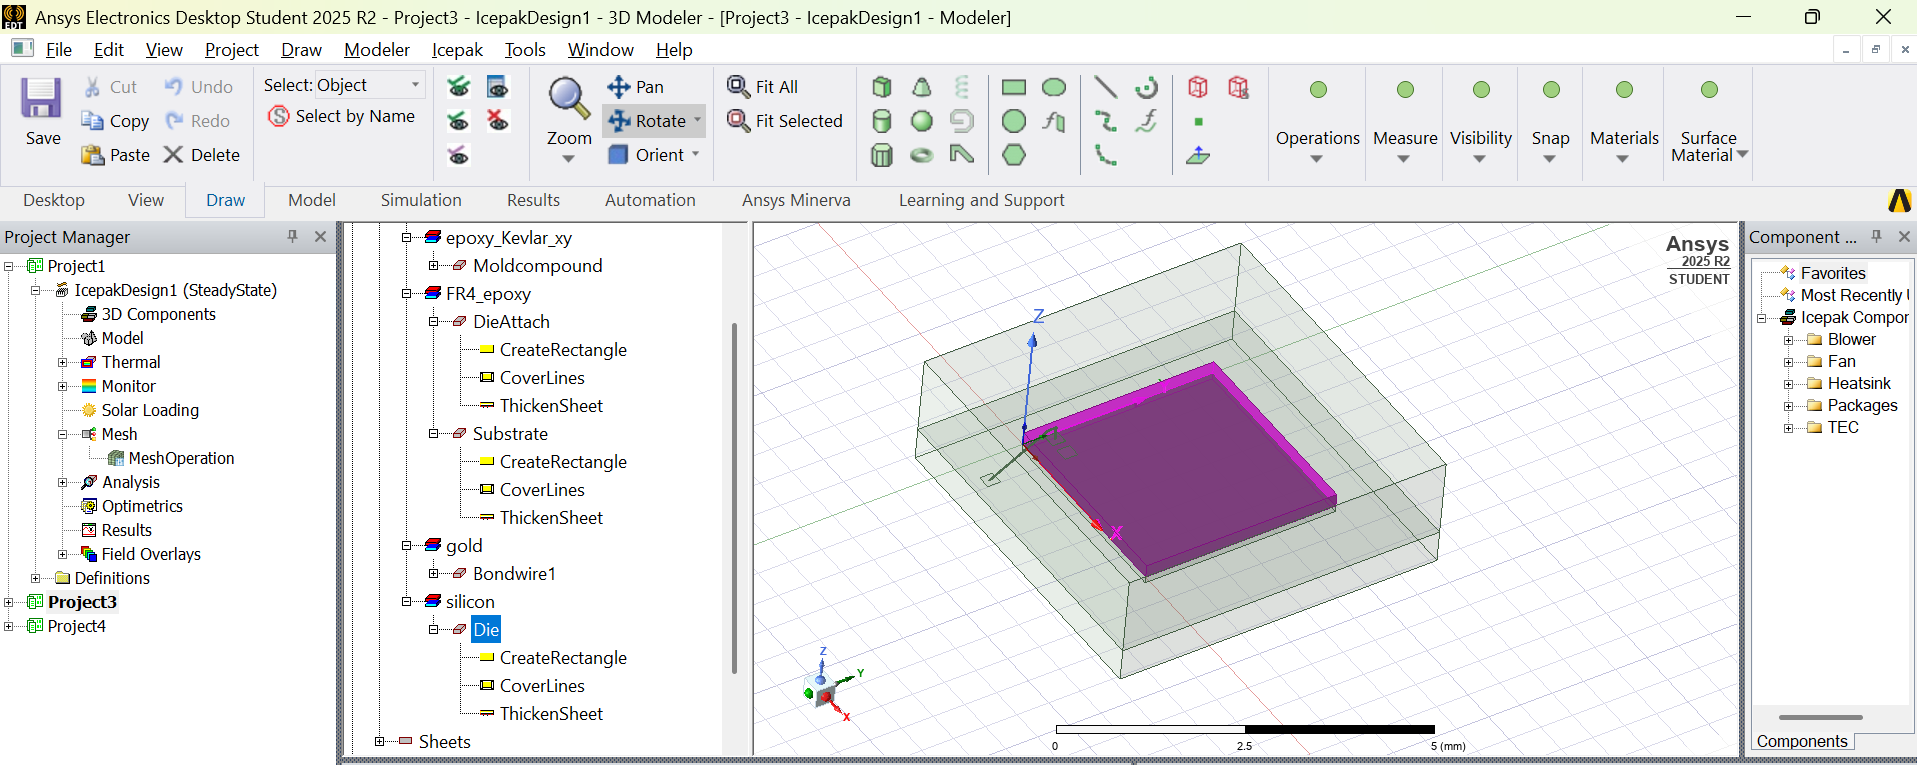 Ansys Electronics Desktop Student 2025 R2 - Project3 - IcepakDesign1 - 3D Modeler - [Project3 - IcepakDesign1 - Modeler]
File Edit View Project Draw Modeler Icepak Tools Window Help
Save
Cut
Copy
Paste
Undo
Redo
Delete
Select: Object
Select by Name
Zoom
Pan
Rotate
Orient
Fit All
Fit Selected
Operations
Measure
Visibility
Snap
Materials
Surface
Material
Desktop View Draw Model Simulation Results Automation Ansys Minerva Learning and Support
Project Manager
Project1
IcepakDesign1 (SteadyState)
3D Components
Model
Thermal
Monitor
Solar Loading
Mesh
MeshOperation
Analysis
Optimetrics
Results
Field Overlays
Definitions
Project3
Project4
epoxy_Kevlar_xy
Moldcompound
FR4_epoxy
DieAttach
CreateRectangle
CoverLines
ThickenSheet
Substrate
CreateRectangle
CoverLines
ThickenSheet
gold
Bondwire1
silicon
Die
CreateRectangle
CoverLines
ThickenSheet
Sheets
Ansys
2025 R2
STUDENT
Z
X
Z
Y
X
0 2.5 5 (mm)
Component ...
Favorites
Most Recently
Icepak Compor
Blower
Fan
Heatsink
Packages
TEC
Components